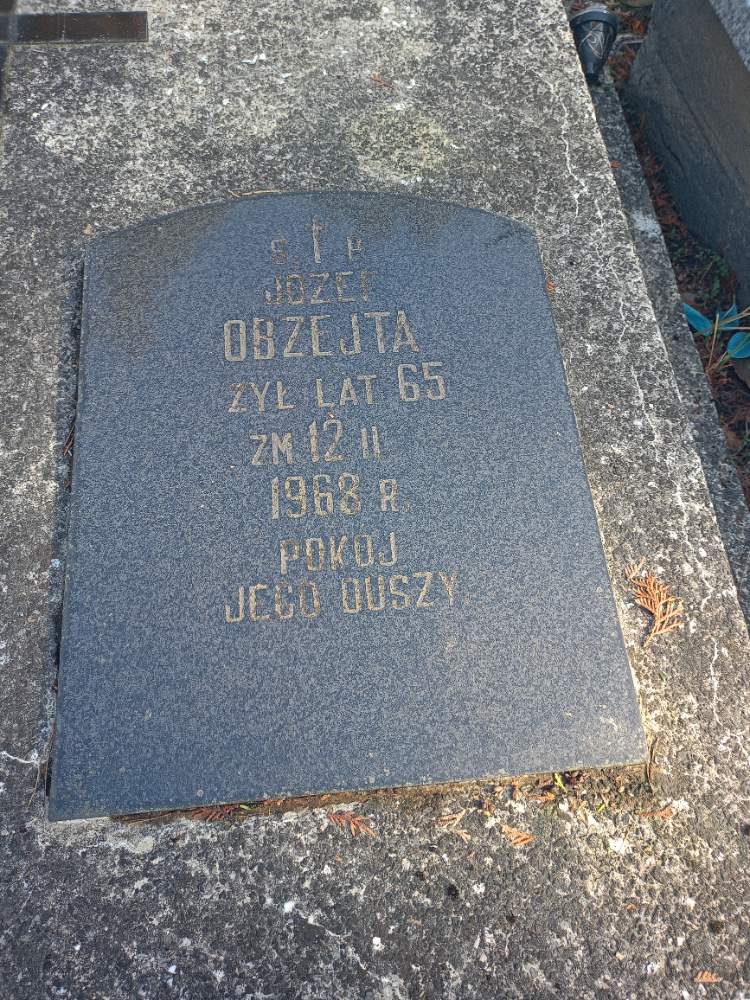 S † P
JÓZEF
OBZEJTA
ŻYŁ LAT 65
ZM. 12 II
1968 R.
POKÓJ
JEGO DUSZY.